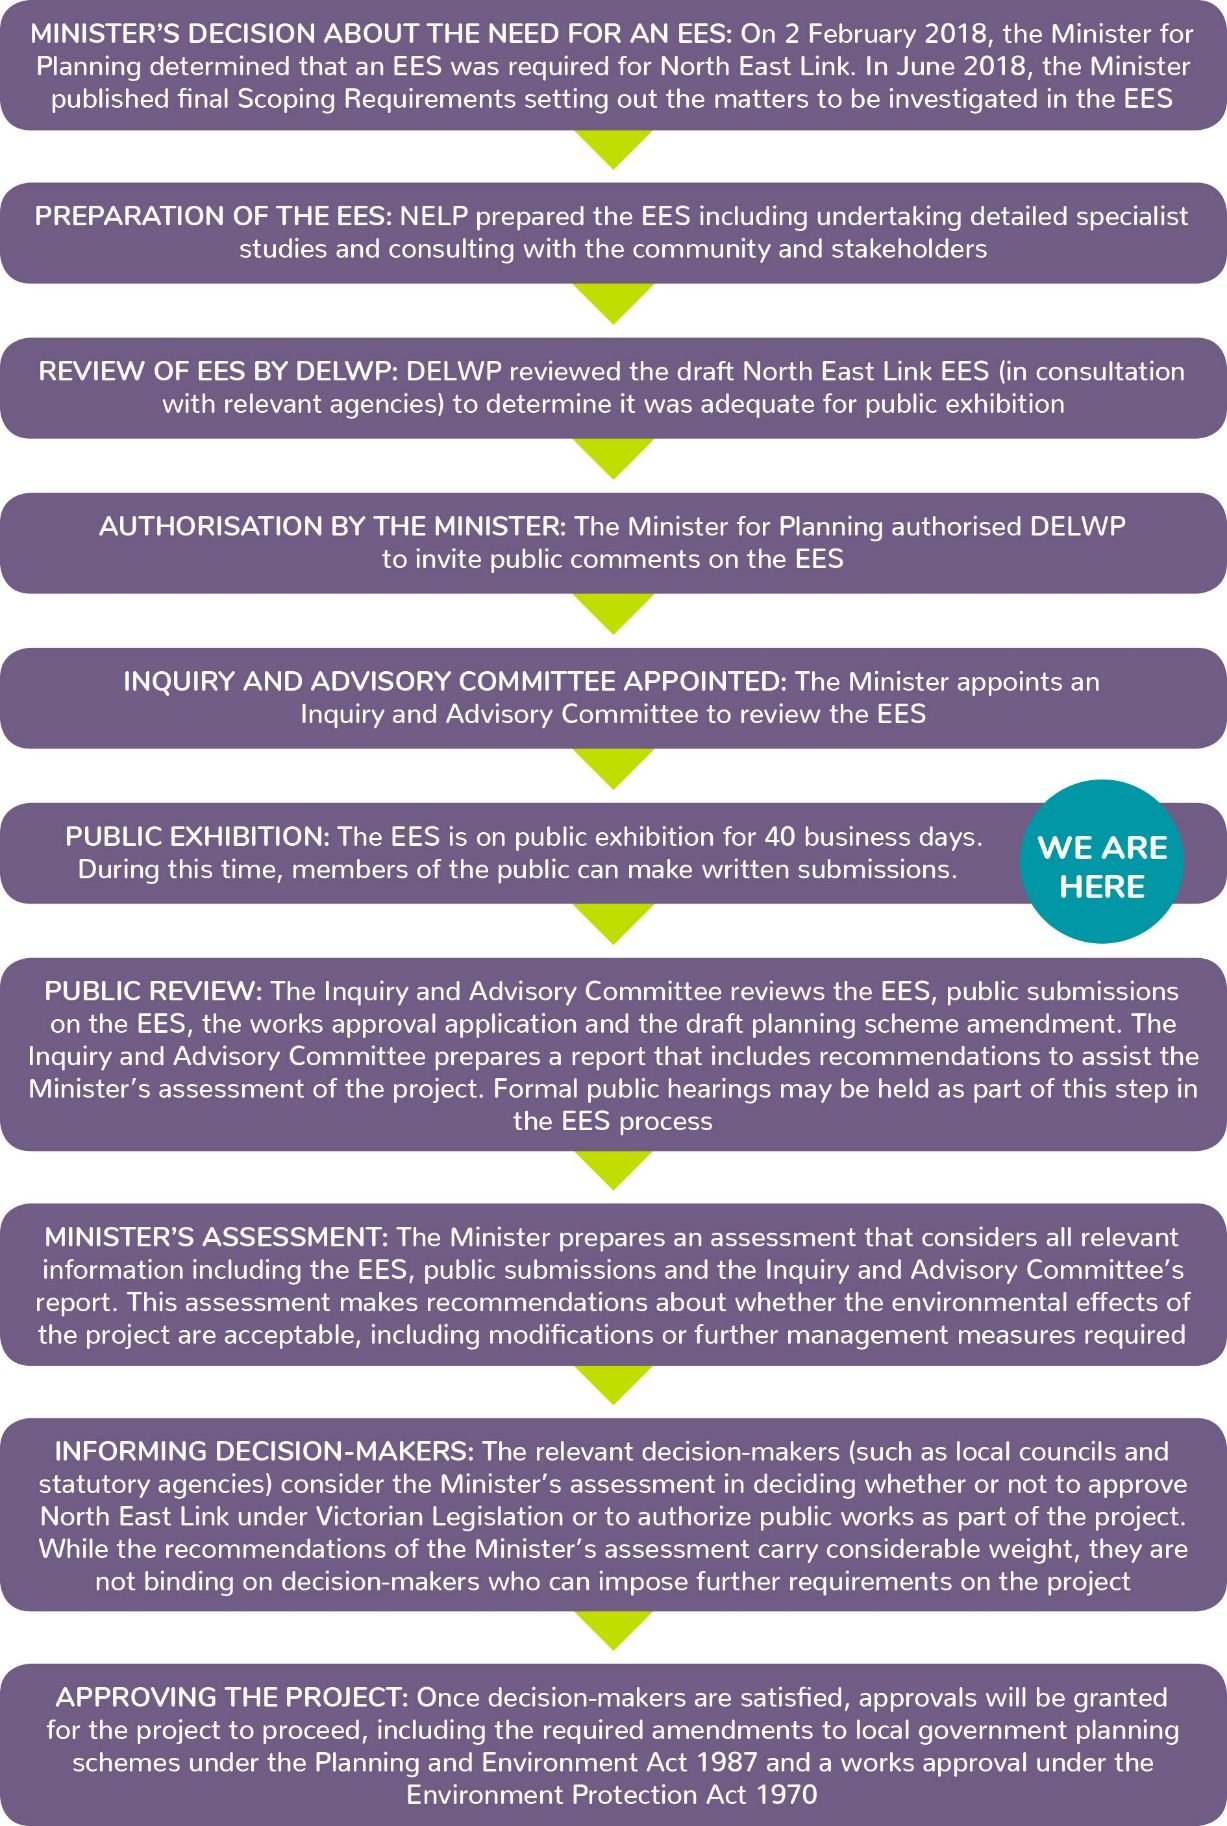 MINISTER’S DECISION ABOUT THE NEED FOR AN EES: On 2 February 2018, the Minister for
Planning determined that an EES was required for North East Link. In June 2018, the Minister
published final Scoping Requirements setting out the matters to be investigated in the EES
PREPARATION OF THE EES: NELP prepared the EES including undertaking detailed specialist
studies and consulting with the community and stakeholders
REVIEW OF EES BY DELWP: DELWP reviewed the draft North East Link EES (in consultation
with relevant agencies) to determine it was adequate for public exhibition
AUTHORISATION BY THE MINISTER: The Minister for Planning authorised DELWP
to invite public comments on the EES
INQUIRY AND ADVISORY COMMITTEE APPOINTED: The Minister appoints an
Inquiry and Advisory Committee to review the EES
PUBLIC EXHIBITION: The EES is on public exhibition for 40 business days.
During this time, members of the public can make written submissions.
WE ARE
HERE
PUBLIC REVIEW: The Inquiry and Advisory Committee reviews the EES, public submissions
on the EES, the works approval application and the draft planning scheme amendment. The
Inquiry and Advisory Committee prepares a report that includes recommendations to assist the
Minister’s assessment of the project. Formal public hearings may be held as part of this step in
the EES process
MINISTER’S ASSESSMENT: The Minister prepares an assessment that considers all relevant
information including the EES, public submissions and the Inquiry and Advisory Committee’s
report. This assessment makes recommendations about whether the environmental effects of
the project are acceptable, including modifications or further management measures required
INFORMING DECISION-MAKERS: The relevant decision-makers (such as local councils and
statutory agencies) consider the Minister’s assessment in deciding whether or not to approve
North East Link under Victorian Legislation or to authorize public works as part of the project.
While the recommendations of the Minister’s assessment carry considerable weight, they are
not binding on decision-makers who can impose further requirements on the project
APPROVING THE PROJECT: Once decision-makers are satisfied, approvals will be granted
for the project to proceed, including the required amendments to local government planning
schemes under the Planning and Environment Act 1987 and a works approval under the
Environment Protection Act 1970